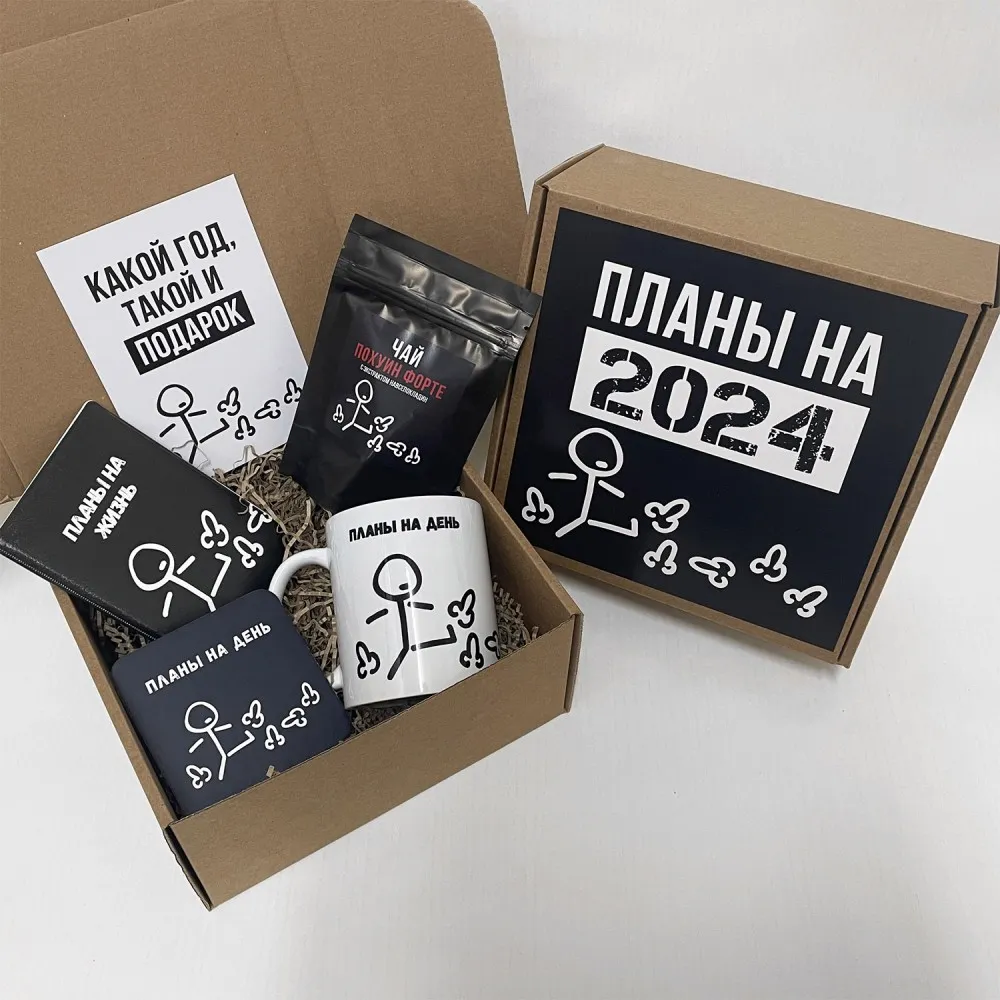 КАКОЙ ГОД,
ТАКОЙ И
ПОДАРОК
ЧАЙ
ПОХУИН ФОРТЕ
С ЭКСТРАКТОМ НАВСЕПОКЛАДИН
ПЛАНЫ НА
2024
ПЛАНЫ НА
ЖИЗНЬ
ПЛАНЫ НА ДЕНЬ
ПЛАНЫ НА ДЕНЬ